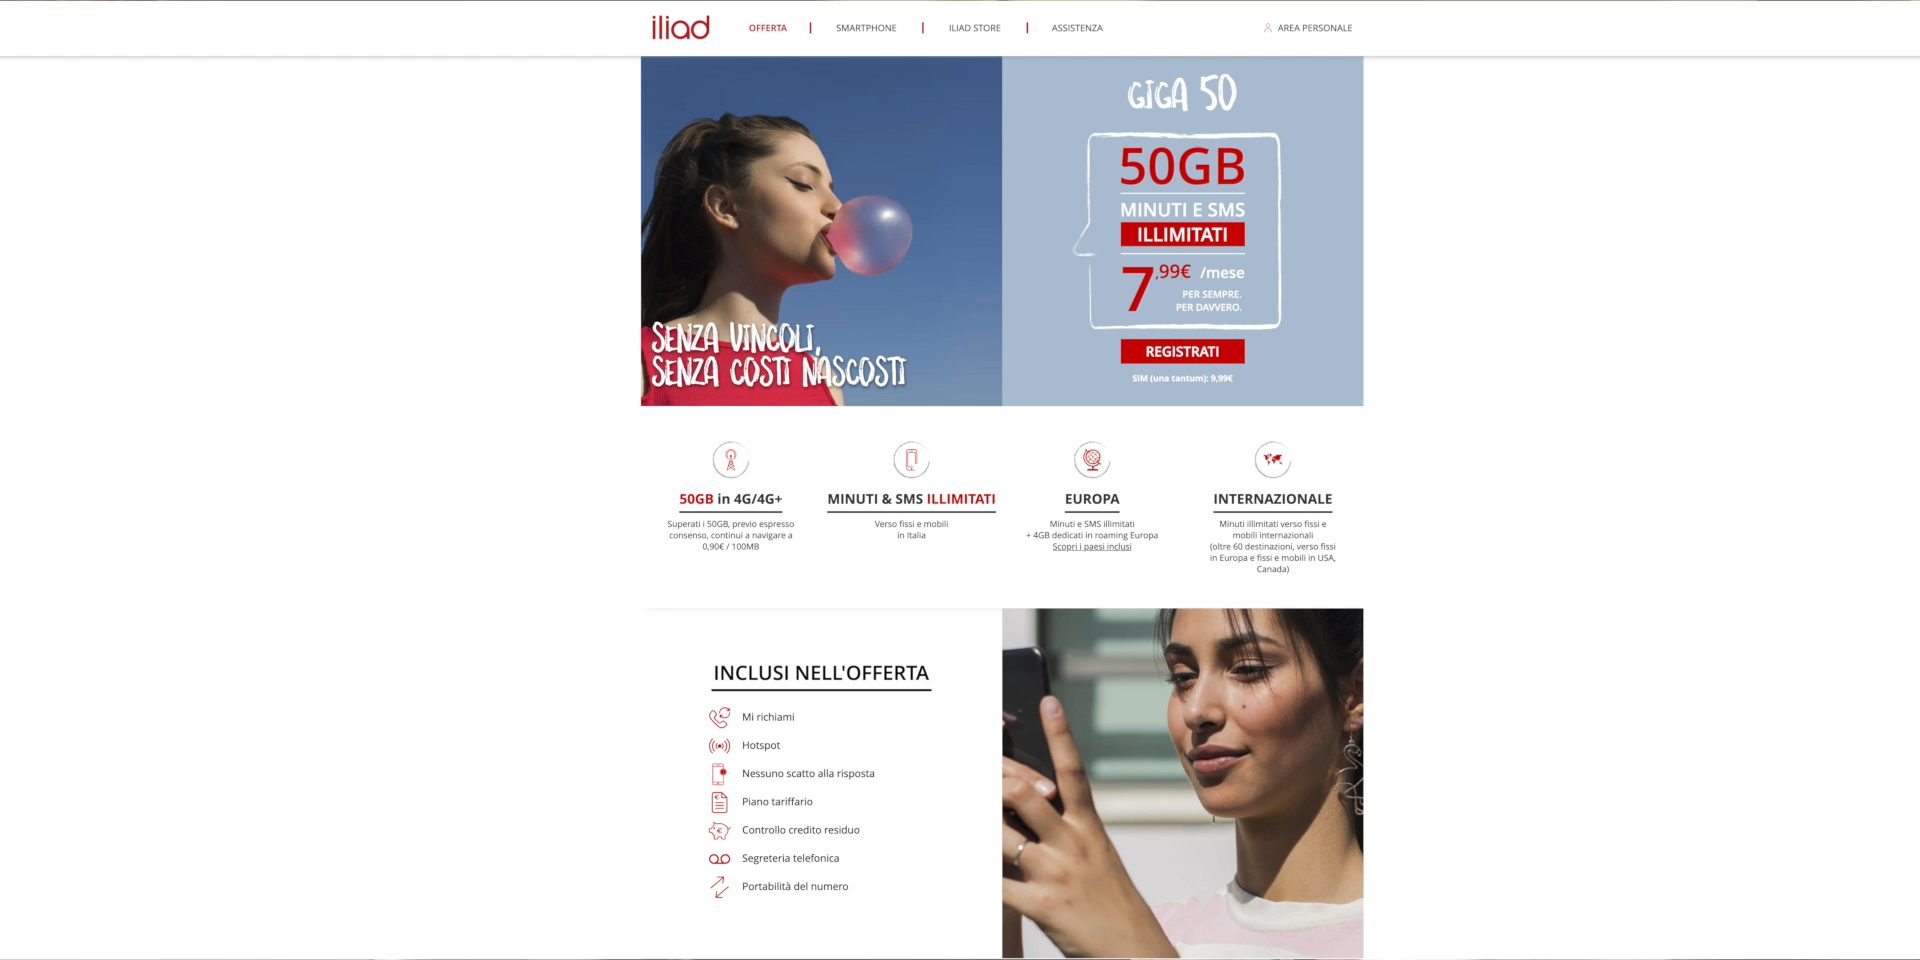 iliad
OFFERTA
SMARTPHONE
ILIAD STORE
ASSISTENZA
AREA PERSONALE
SENZA VINCOLI,
SENZA COSTI NASCOSTI
GIGA 50
50GB
MINUTI E SMS
ILLIMITATI
7,99€ /mese
PER SEMPRE.
PER DAVVERO.
REGISTRATI
SIM (una tantum): 9,99€
50GB in 4G/4G+
Superati i 50GB, previo espresso
consenso, continui a navigare a
0,90€ / 100MB
MINUTI & SMS ILLIMITATI
Verso fissi e mobili
in Italia
EUROPA
Minuti e SMS illimitati
+ 4GB dedicati in roaming Europa
Scopri i paesi inclusi
INTERNAZIONALE
Minuti illimitati verso fissi e
mobili internazionali
(oltre 60 destinazioni, verso fissi
in Europa e fissi e mobili in USA,
Canada)
INCLUSI NELL'OFFERTA
Mi richiami
Hotspot
Nessuno scatto alla risposta
Piano tariffario
Controllo credito residuo
Segreteria telefonica
Portabilità del numero